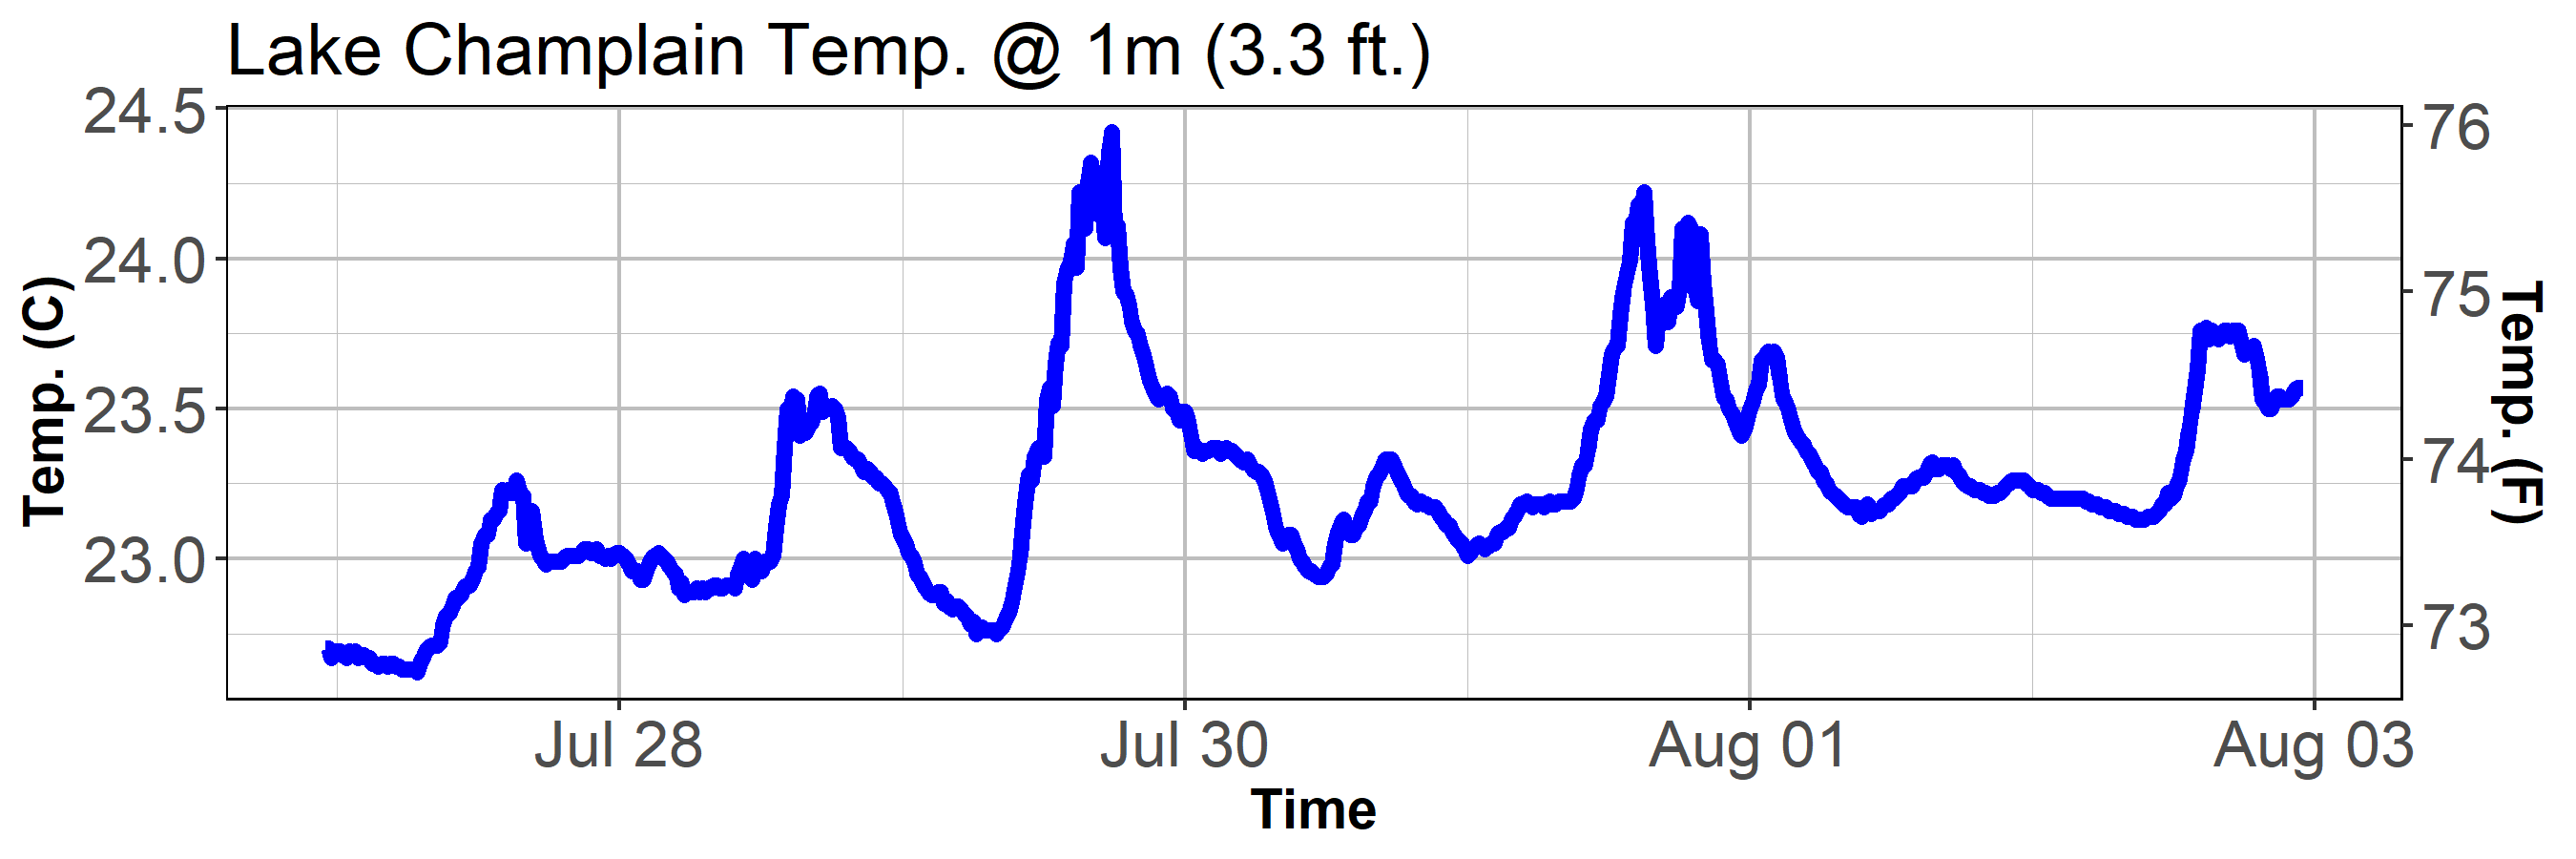 Lake Champlain Temp. @ 1m (3.3 ft.)
24.5
24.0
23.5
23.0
Temp. (C)
76
75
74
73
Temp. (F)
Jul 28
Jul 30
Aug 01
Aug 03
Time